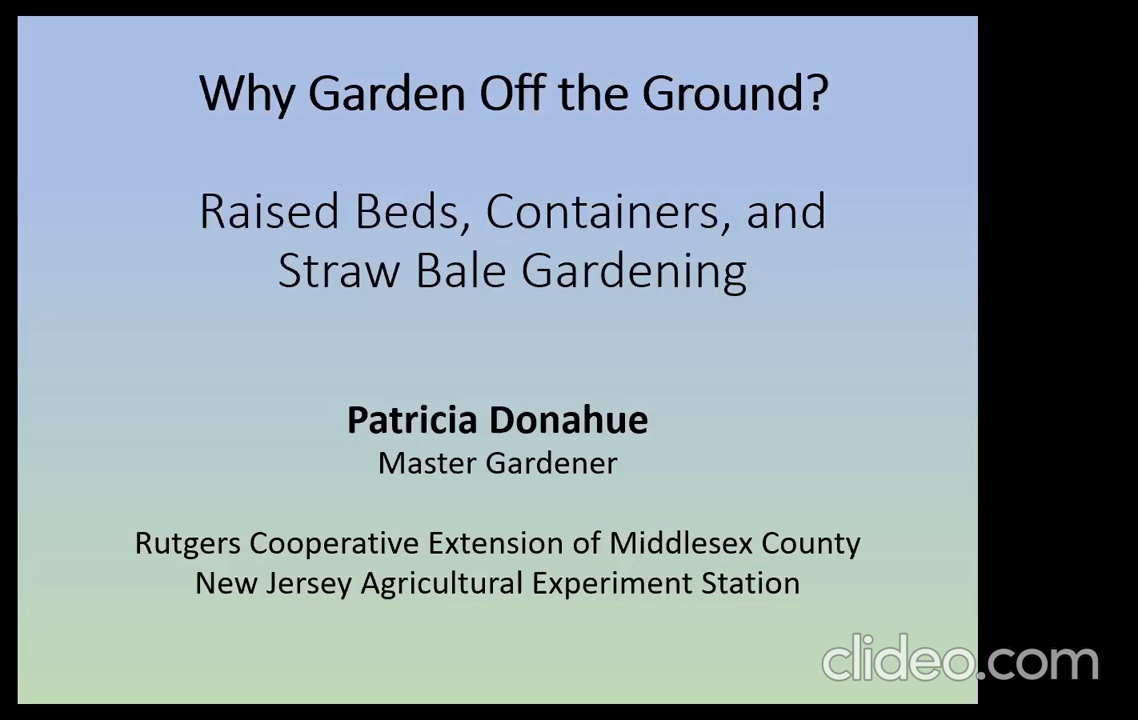 Why Garden Off the Ground?
Raised Beds, Containers, and
Straw Bale Gardening
Patricia Donahue
Master Gardener
Rutgers Cooperative Extension of Middlesex County
New Jersey Agricultural Experiment Station
clideo.com